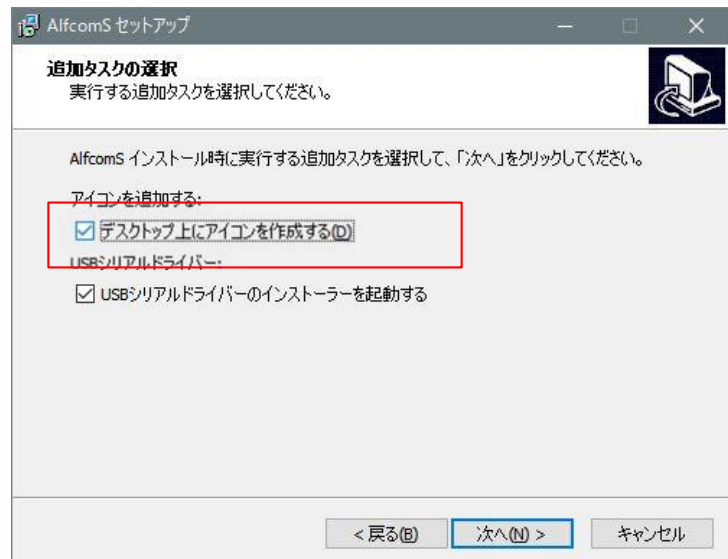 AlfcomS セットアップ
追加タスクの選択
実行する追加タスクを選択してください。
AlfcomS インストール時に実行する追加タスクを選択して、「次へ」をクリックしてください。
アイコンを追加する:
デスクトップ上にアイコンを作成する(D)
USBシリアルドライバー:
USBシリアルドライバーのインストーラーを起動する
< 戻る(B) 次へ(N) > キャンセル